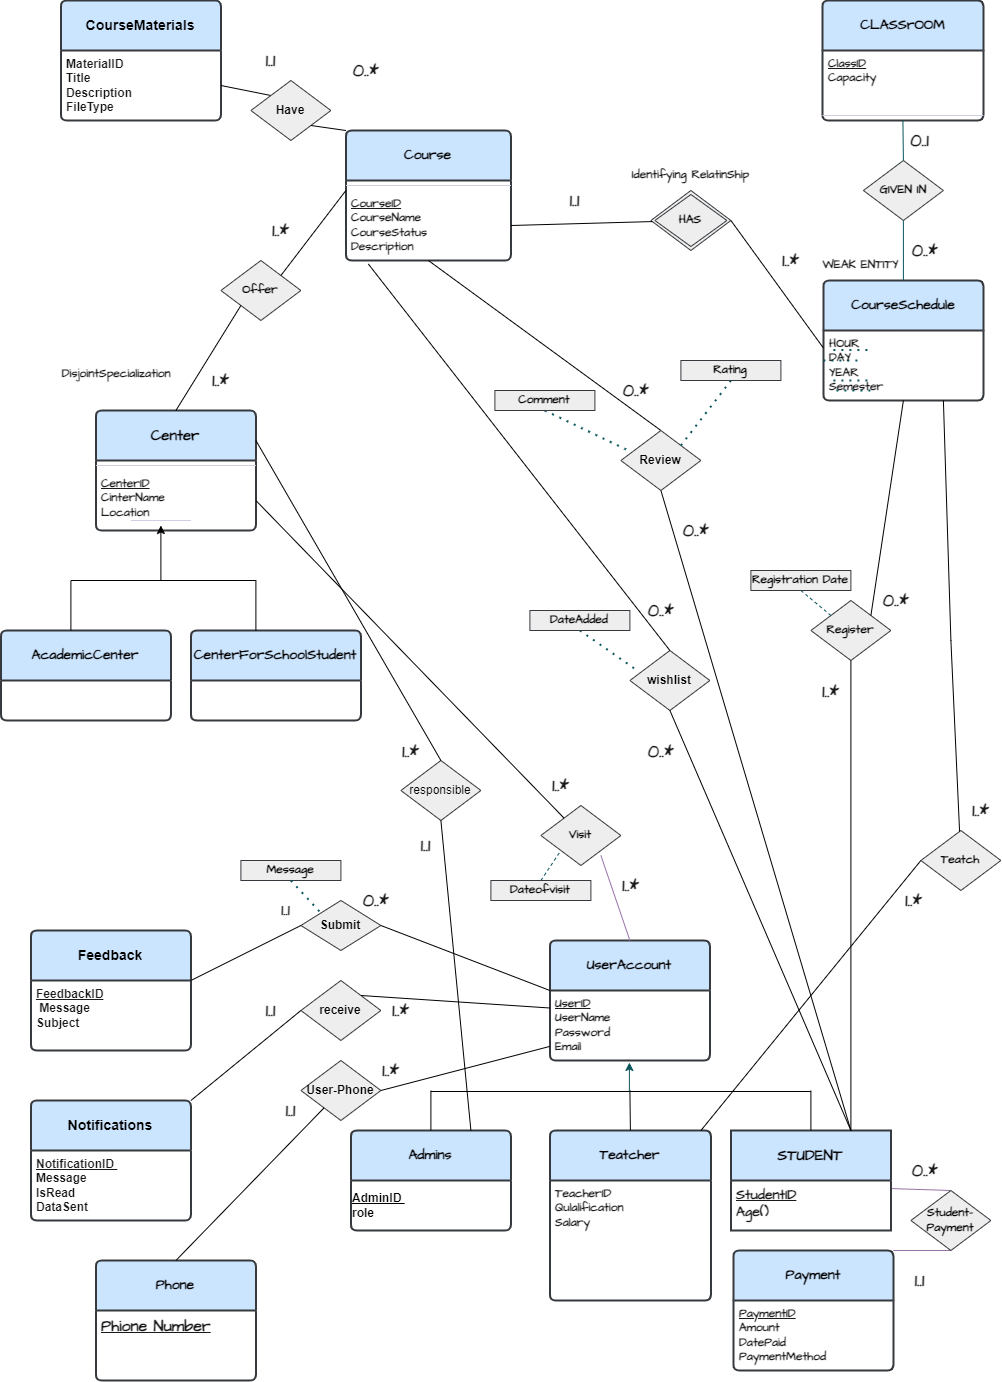 CourseMaterials
MaterialID
Title
Description
FileType
1..1
0..*
Have
CLASSrOOM
ClassID
Capacity
0..1
GIVEN IN
0..*
WEAK ENTITY
Course
CourseID
CourseName
CourseStatus
Description
1..1
Identifying RelatinShip
HAS
1..*
CourseSchedule
HOUR
DAY
YEAR
Semester
1..*
Offer
DisjointSpecialization
1..*
Center
CenterID
CinterName
Location
AcademicCenter
CenterForSchoolStudent
Comment
Rating
0..*
Review
0..*
Registration Date
0..*
Register
1..*
DateAdded
0..*
wishlist
0..*
1..*
responsible
1..1
1..*
Visit
Dateofvisit
1..*
1..*
Teatch
1..*
Message
1..1
0..*
Submit
Feedback
FeedbackID
Message
Subject
UserAccount
UserID
UserName
Password
Email
1..1
receive
1..*
1..*
User-Phone
1..1
Notifications
NotificationID
Message
IsRead
DataSent
Admins
AdminID
role
Teatcher
TeacherID
Qulalification
Salary
STUDENT
StudentID
Age()
0..*
Student-
Payment
1..1
Phone
Phione Number
Payment
PaymentID
Amount
DatePaid
PaymentMethod